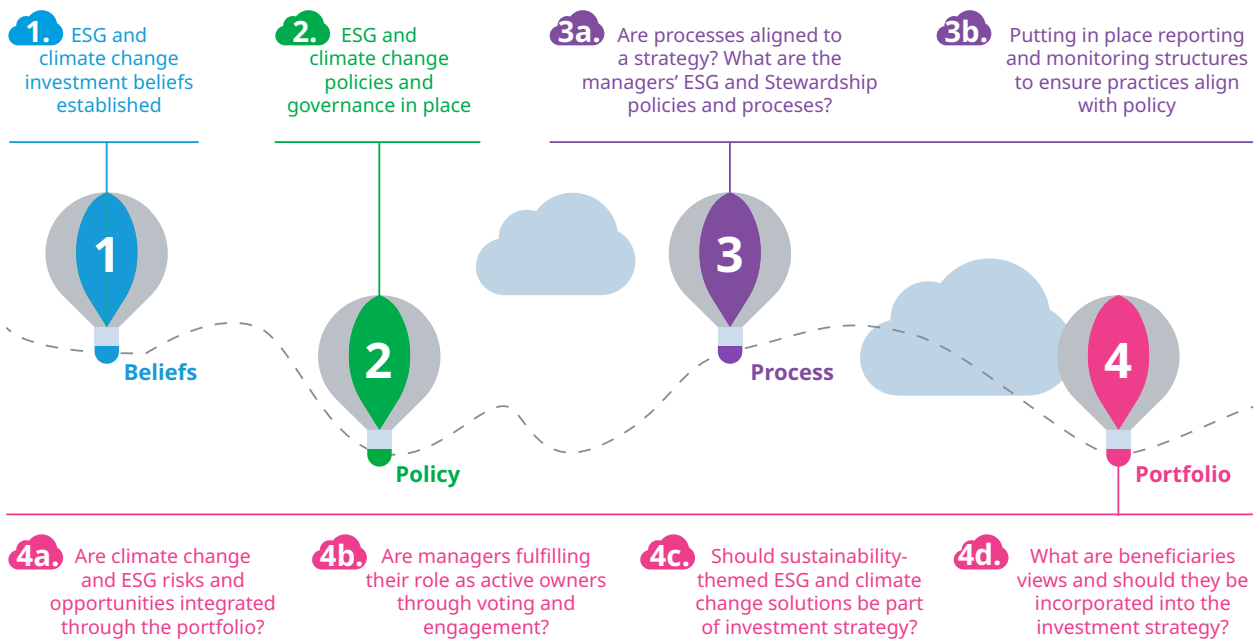 1. ESG and
climate change
investment beliefs
established
2. ESG and
climate change
policies and
governance in place
3a. Are processes aligned to
a strategy? What are the
managers’ ESG and Stewardship
policies and proceses?
3b. Putting in place reporting
and monitoring structures
to ensure practices align
with policy
1
Beliefs
2
Policy
3
Process
4
Portfolio
4a. Are climate change
and ESG risks and
opportunities integrated
through the portfolio?
4b. Are managers fulfilling
their role as active owners
through voting and
engagement?
4c. Should sustainability-
themed ESG and climate
change solutions be part
of investment strategy?
4d. What are beneficiaries
views and should they be
incorporated into the
investment strategy?